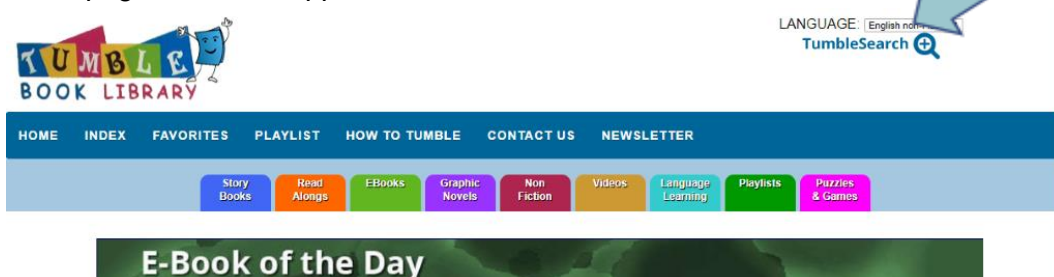 LANGUAGE: English non
TumbleSearch
TUMBLE
BOOK LIBRARY
HOME INDEX FAVORITES PLAYLIST HOW TO TUMBLE CONTACT US NEWSLETTER
Story Books Read Alongs EBooks Graphic Novels Non Fiction Videos Language Learning Playlists Puzzles & Games
E-Book of the Day